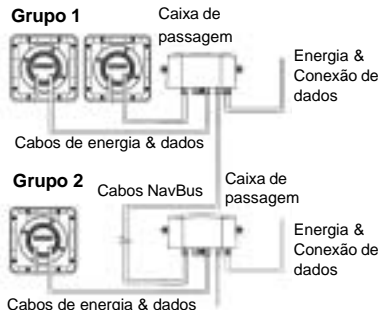 Grupo 1
Caixa de
passagem
Energia &
Conexão de
dados
Cabos de energia & dados
Grupo 2
Cabos NavBus
Caixa de
passagem
Energia &
Conexão de
dados
Cabos de energia & dados